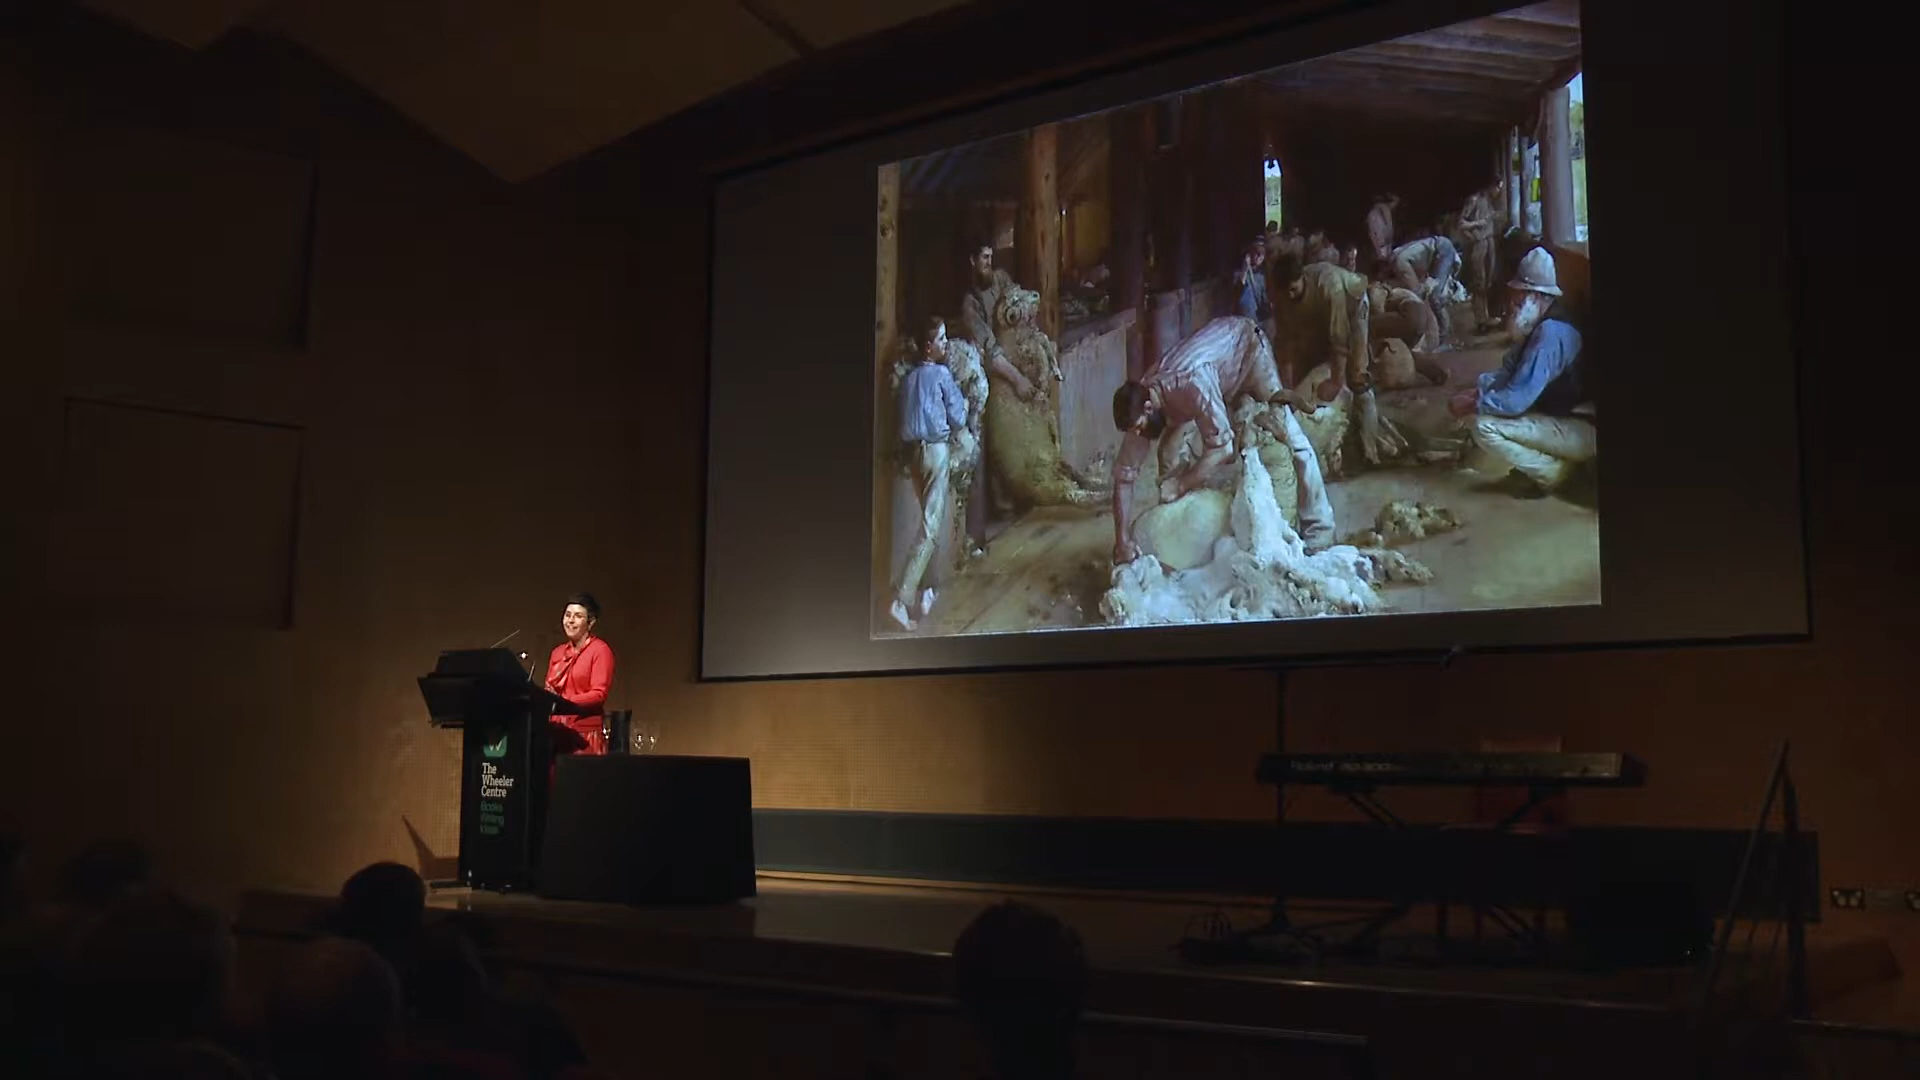 The
Wheeler
Centre
Books
Writing
Ideas
Roland